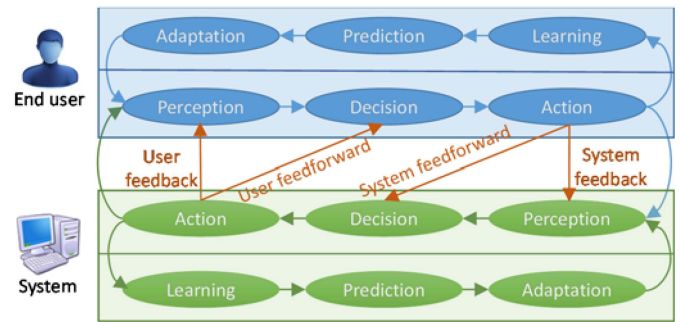 Adaptation Prediction Learning
End user
Perception Decision Action
User
feedback
User feedforward
System feedforward
System
feedback
Action Decision Perception
System
Learning Prediction Adaptation